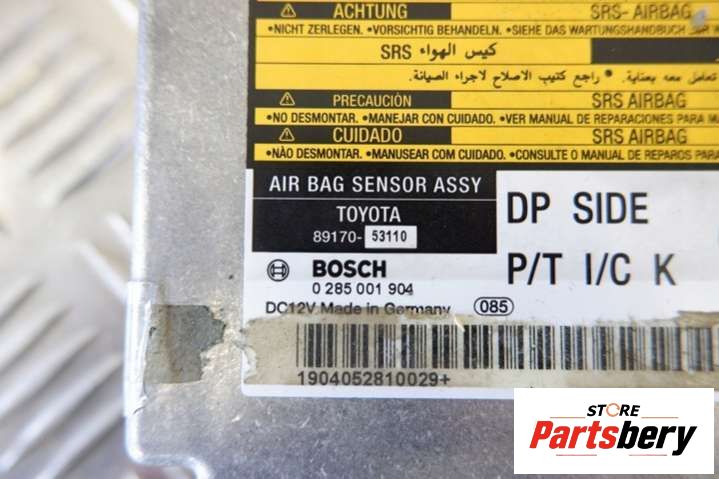 ACHTUNG SRS- AIRBAG
•NICHT ZERLEGEN. •VORSICHTIG BEHANDELN. •SIEHE DAS WARTUNGSHANDBUCH
كيس الهواء SRS
تعامل معه بعناية. • راجع كتيب الاصلاح لاجراء الصيانة.
PRECAUCIÓN SRS AIRBAG
•NO DESMONTAR. •MANEJAR CON CUIDADO. •VER MANUAL DE REPARACIONES PARA
CUIDADO SRS AIRBAG
•NÃO DESMONTAR. •MANUSEAR COM CUIDADO. •CONSULTE O MANUAL DE REPAROS
AIR BAG SENSOR ASSY
TOYOTA
89170- 53110
DP SIDE
P/T I/C K
BOSCH
0 285 001 904
DC12V Made in Germany 085
1904052810029+
STORE
Partsbery